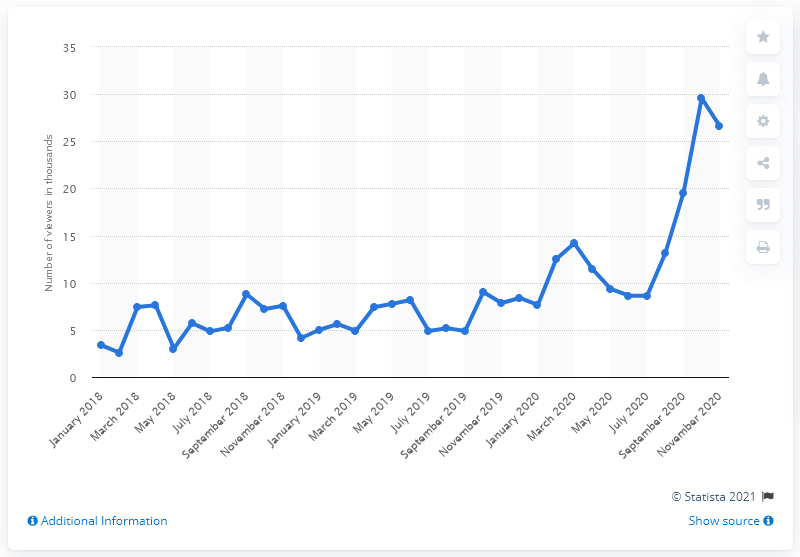 35
30
25
20
15
10
5
0
Number of viewers in thousands
January 2018
March 2018
May 2018
July 2018
September 2018
November 2018
January 2019
March 2019
May 2019
July 2019
September 2019
November 2019
January 2020
March 2020
May 2020
July 2020
September 2020
November 2020
© Statista 2021
Additional Information
Show source